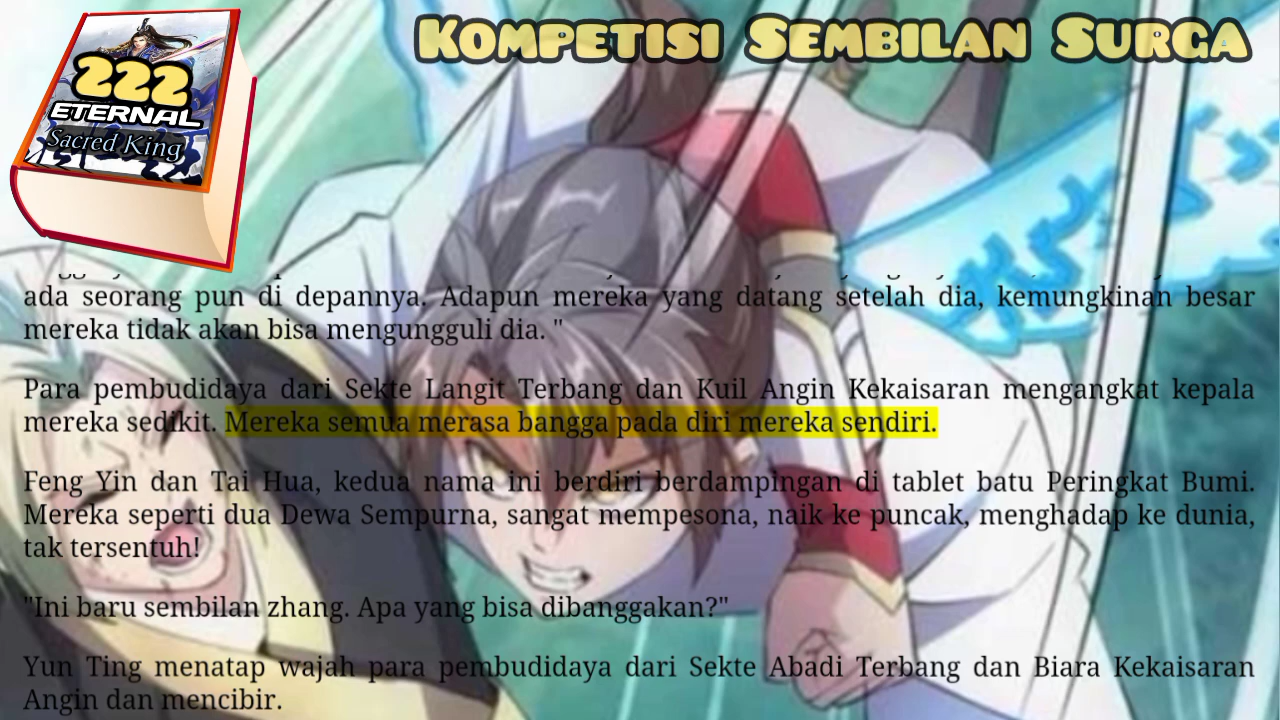 Kompetisi Sembilan Surga
222
ETERNAL
Sacred King
ada seorang pun di depannya. Adapun mereka yang datang setelah dia, kemungkinan besar
mereka tidak akan bisa mengungguli dia. "
Para pembudidaya dari Sekte Langit Terbang dan Kuil Angin Kekaisaran mengangkat kepala
mereka sedikit. Mereka semua merasa bangga pada diri mereka sendiri.
Feng Yin dan Tai Hua, kedua nama ini berdiri berdampingan di tablet batu Peringkat Bumi.
Mereka seperti dua Dewa Sempurna, sangat mempesona, naik ke puncak, menghadap ke dunia,
tak tersentuh!
"Ini baru sembilan zhang. Apa yang bisa dibanggakan?"
Yun Ting menatap wajah para pembudidaya dari Sekte Abadi Terbang dan Biara Kekaisaran
Angin dan mencibir.